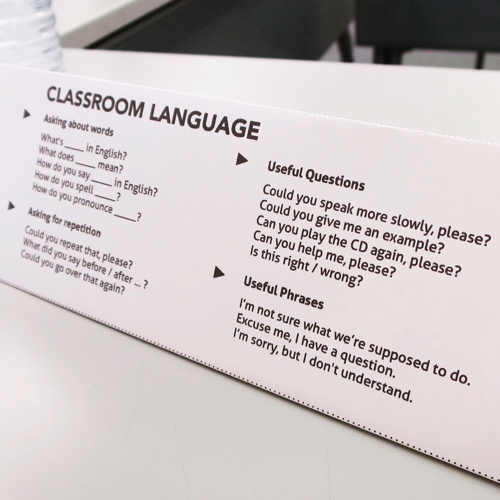 CLASSROOM LANGUAGE
Asking about words
What's ____ in English?
What does ____ mean?
How do you say ____ in English?
How do you spell ____?
How do you pronounce ____?
Asking for repetition
Could you repeat that, please?
What did you say before / after ... ?
Could you go over that again?
Useful Questions
Could you speak more slowly, please?
Could you give me an example?
Can you play the CD again, please?
Can you help me, please?
Is this right / wrong?
Useful Phrases
I'm not sure what we're supposed to do.
Excuse me, I have a question.
I'm sorry, but I don't understand.